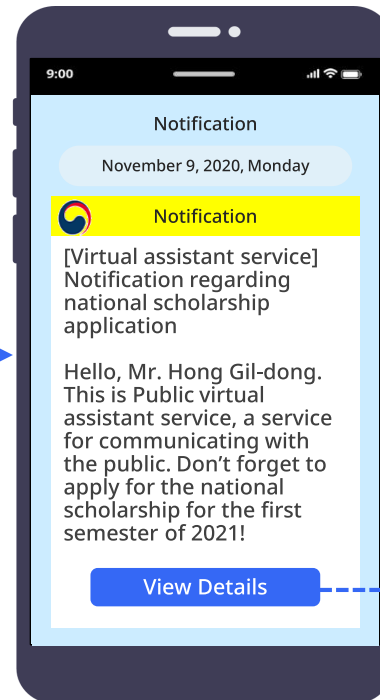 9:00
Notification
November 9, 2020, Monday
Notification
[Virtual assistant service]
Notification regarding
national scholarship
application
Hello, Mr. Hong Gil-dong.
This is Public virtual
assistant service, a service
for communicating with
the public. Don’t forget to
apply for the national
scholarship for the first
semester of 2021!
View Details